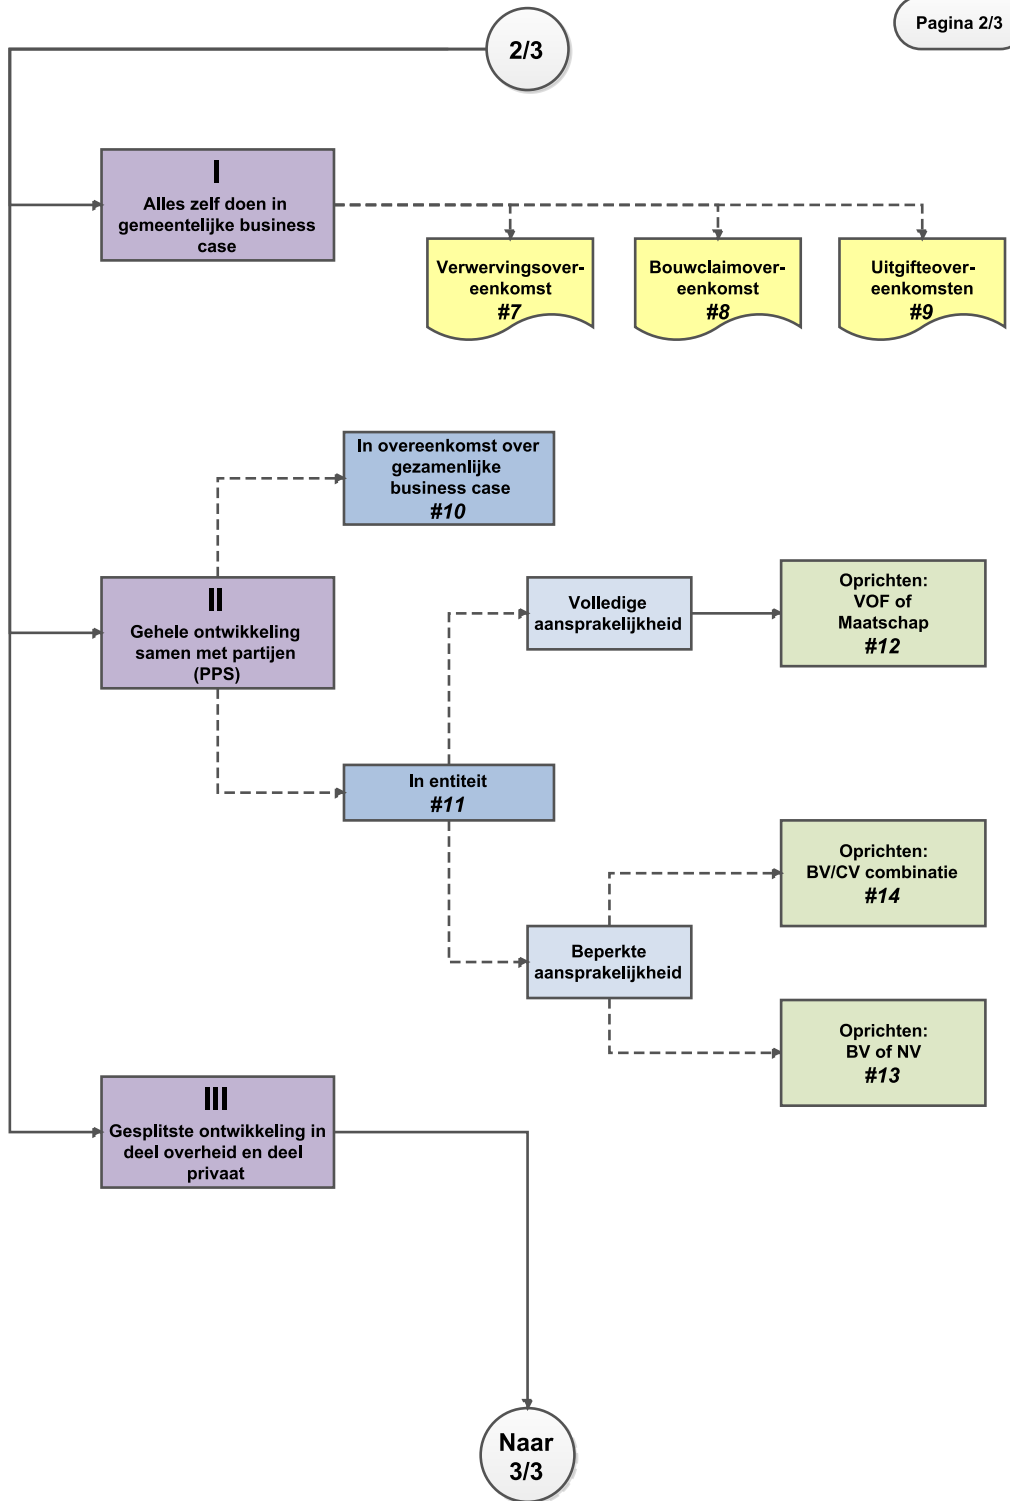 Pagina 2/3
2/3
I
Alles zelf doen in
gemeentelijke business
case
Verwervingsover-
eenkomst
#7
Bouwclaimover-
eenkomst
#8
Uitgifteover-
eenkomsten
#9
In overeenkomst over
gezamenlijke
business case
#10
II
Gehele ontwikkeling
samen met partijen
(PPS)
Volledige
aansprakelijkheid
Oprichten:
VOF of
Maatschap
#12
In entiteit
#11
Oprichten:
BV/CV combinatie
#14
Beperkte
aansprakelijkheid
Oprichten:
BV of NV
#13
III
Gesplitste ontwikkeling in
deel overheid en deel
privaat
Naar
3/3